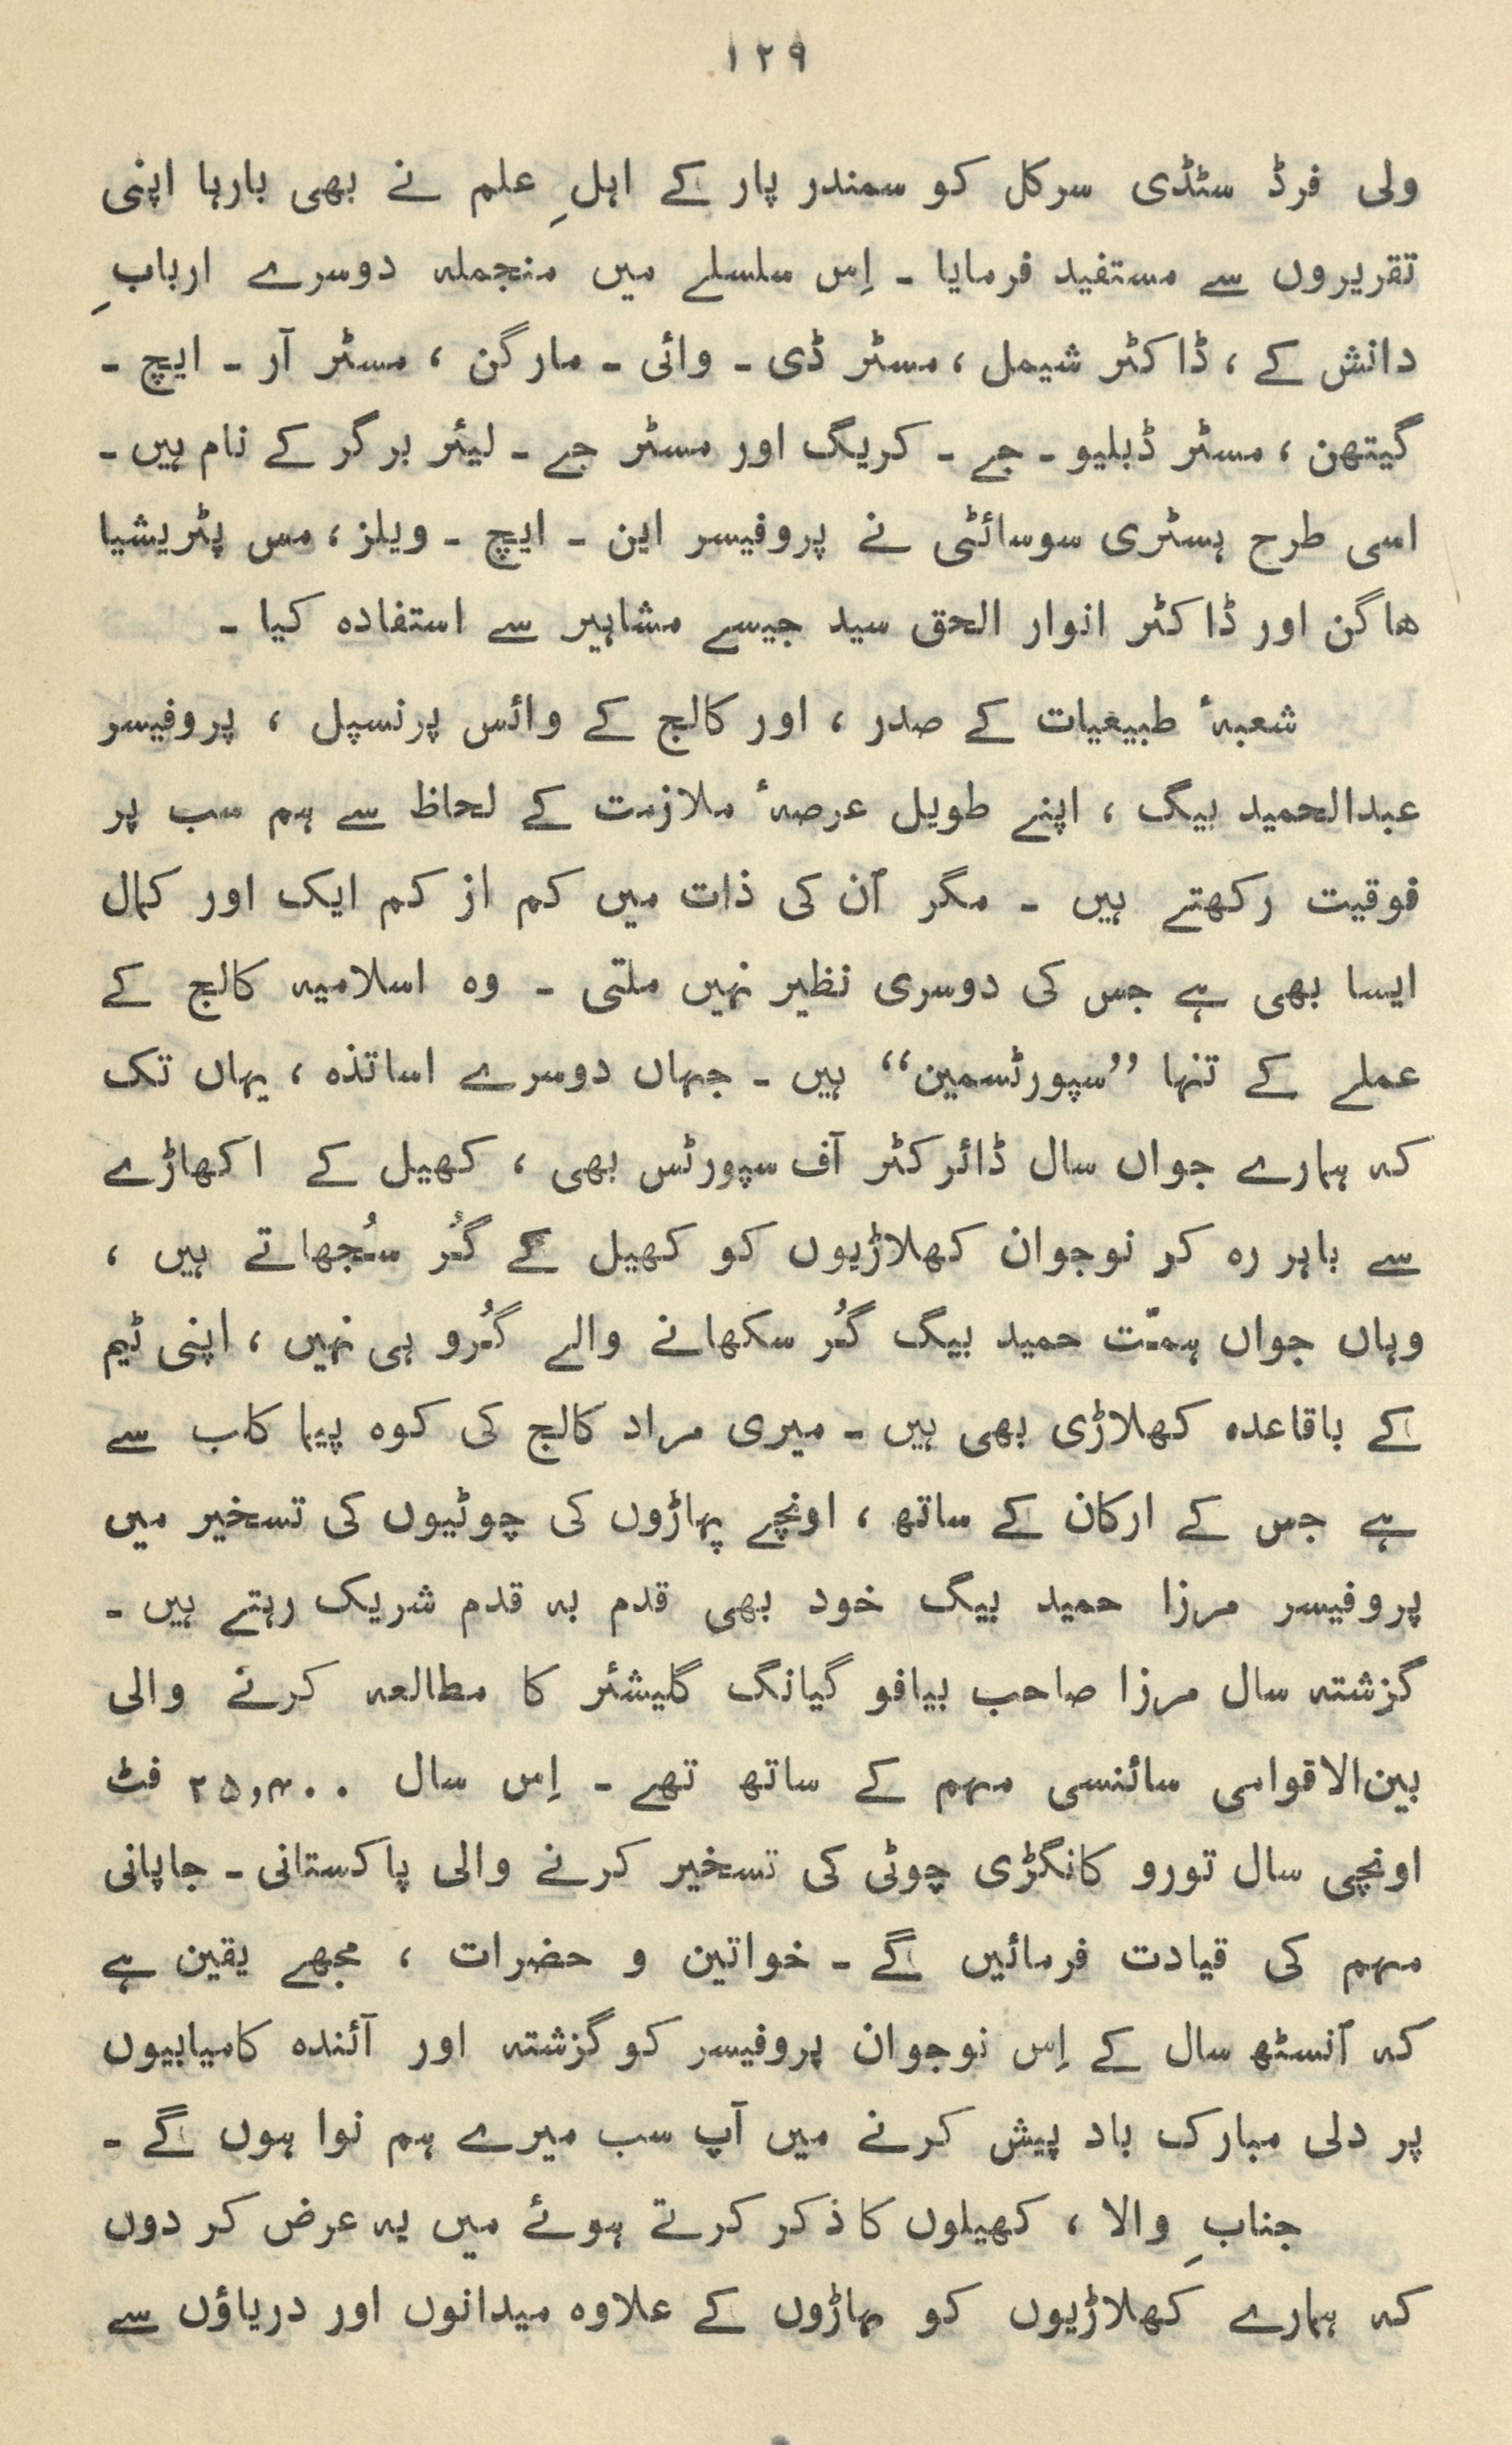 ۱۲۹
ولی فرڈ سٹڈی سرکل کو سمندر پار کے اہلِ علم نے بھی بارہا اپنی
تقریروں سے مستفید فرمایا ۔ اِس سلسلے میں منجملہ دوسرے اربابِ
دانش کے ، ڈاکٹر شیمل ، مسٹر ڈی ۔ وائی ۔ مارگن ، مسٹر آر ۔ ایچ ۔
گیتھن ، مسٹر ڈبلیو ۔ جے ۔ کریگ اور مسٹر جے ۔ لیئر برگر کے نام ہیں ۔
اسی طرح ہسٹری سوسائٹی نے پروفیسر این ۔ ایچ ۔ ویلز ، مس پٹریشیا
ھاگن اور ڈاکٹر انوار الحق سید جیسے مشاہیر سے استفادہ کیا ۔
شعبہٴ طبیعیات کے صدر ، اور کالج کے وائس پرنسپل ، پروفیسر
عبدالحمید بیگ ، اپنے طویل عرصہٴ ملازمت کے لحاظ سے ہم سب پر
فوقیت رکھتے ہیں ۔ مگر اُن کی ذات میں کم از کم ایک اور کمال
ایسا بھی ہے جس کی دوسری نظیر نہیں ملتی ۔ وہ اسلامیہ کالج کے
عملے کے تنہا ’’سپورٹسمین‘‘ ہیں ۔ جہاں دوسرے اساتذہ ، یہاں تک
کہ ہمارے جواں سال ڈائرکٹر آف سپورٹس بھی ، کھیل کے اکھاڑے
سے باہر رہ کر نوجوان کھلاڑیوں کو کھیل کے گُر سُجھاتے ہیں ،
وہاں جواں ہمّت حمید بیگ گُر سکھانے والے گُرو ہی نہیں ، اپنی ٹیم
کے باقاعدہ کھلاڑی بھی ہیں ۔ میری مراد کالج کی کوہ پیما کلب سے
ہے جس کے ارکان کے ساتھ ، اونچے پہاڑوں کی چوٹیوں کی تسخیر میں
پروفیسر مرزا حمید بیگ خود بھی قدم بہ قدم شریک رہتے ہیں ۔
گزشتہ سال مرزا صاحب بیافو گیانگ گلیشئر کا مطالعہ کرنے والی
بین‌الاقوامی سائنسی مہم کے ساتھ تھے ۔ اِس سال ۲۵,۴۰۰ فٹ
اونچی سال تورو کانگڑی چوٹی کی تسخیر کرنے والی پاکستانی ۔ جاپانی
مہم کی قیادت فرمائیں گے ۔ خواتین و حضرات ، مجھے یقین ہے
کہ اُنسٹھ سال کے اِس نوجوان پروفیسر کو گزشتہ اور آئندہ کامیابیوں
پر دلی مبارک باد پیش کرنے میں آپ سب میرے ہم نوا ہوں گے ۔
جنابِ والا ، کھیلوں کا ذکر کرتے ہوئے میں یہ عرض کر دوں
کہ ہمارے کھلاڑیوں کو پہاڑوں کے علاوہ میدانوں اور دریاؤں سے